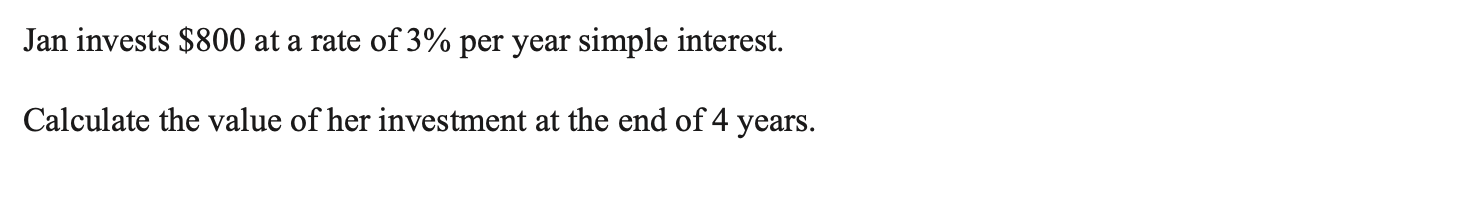 Jan invests $800 at a rate of 3% per year simple interest.
Calculate the value of her investment at the end of 4 years.